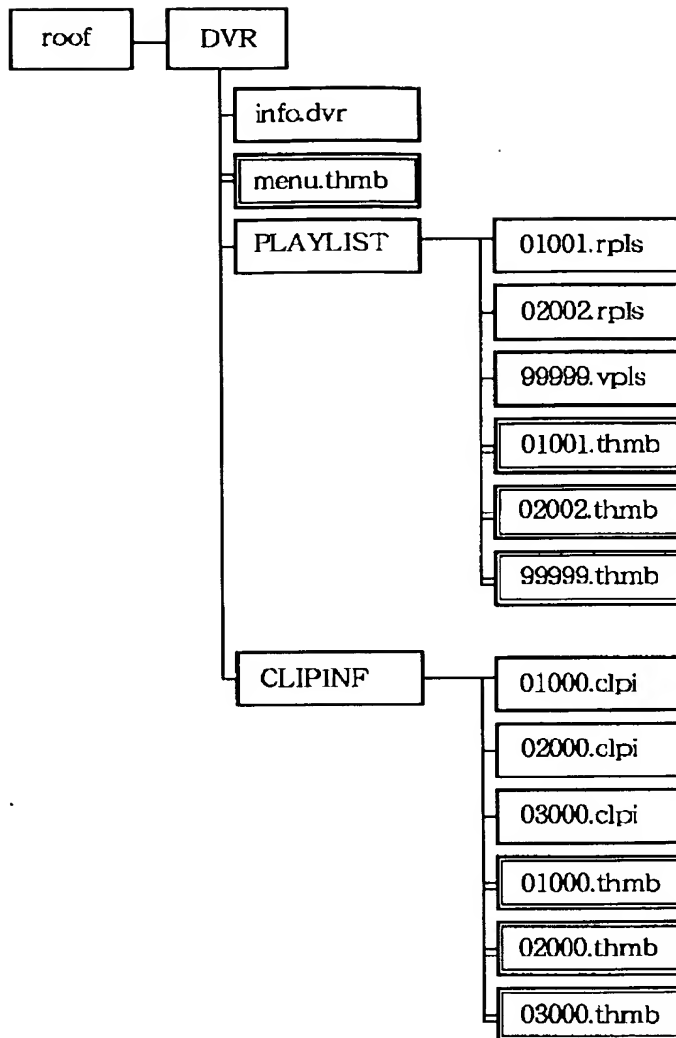 roof
DVR
info.dvr
menu.thmb
PLAYLIST
01001.rpls
02002.rpls
99999.vpls
01001.thmb
02002.thmb
99999.thmb
CLIPINF
01000.clpi
02000.clpi
03000.clpi
01000.thmb
02000.thmb
03000.thmb